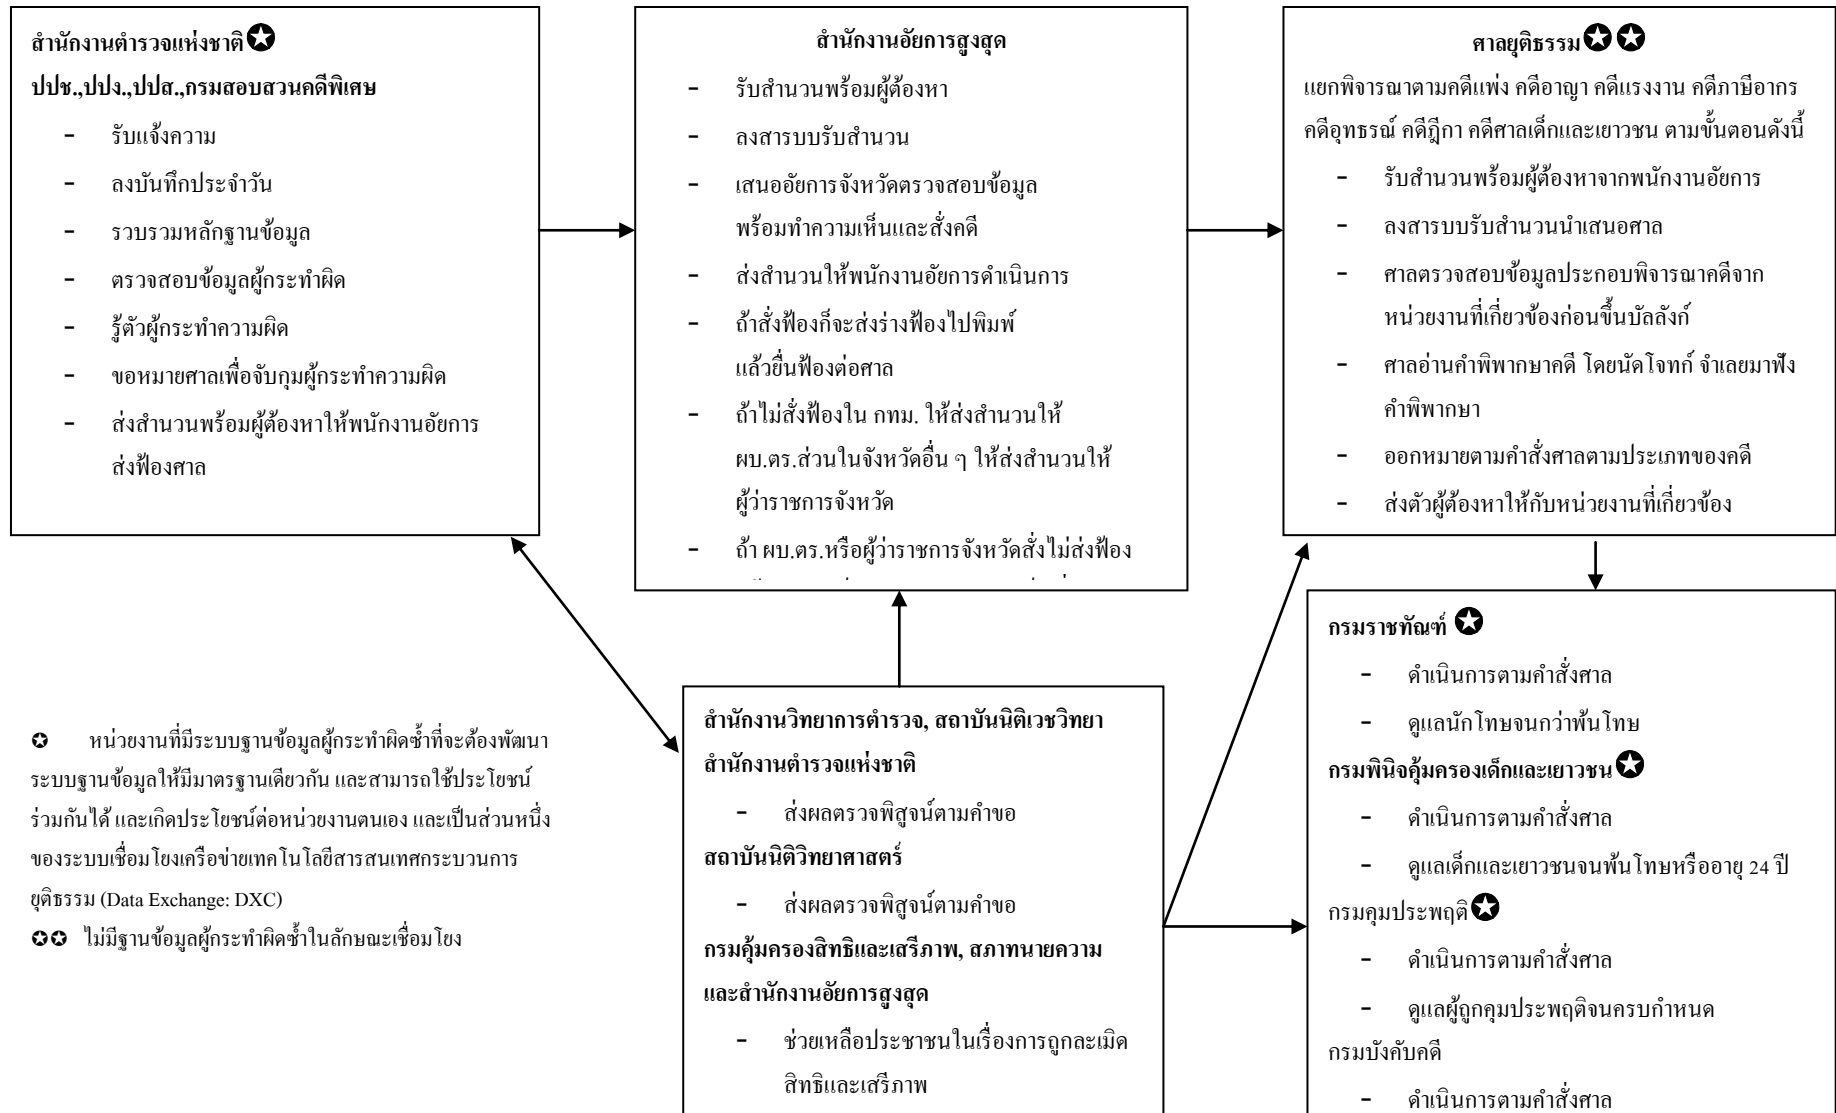 สำนักงานตำรวจแห่งชาติ✪
ปปช.,ปปง.,ปปส.,กรมสอบสวนคดีพิเศษ
- รับแจ้งความ
- ลงบันทึกประจำวัน
- รวบรวมหลักฐานข้อมูล
- ตรวจสอบข้อมูลผู้กระทำผิด
- รู้ตัวผู้กระทำความผิด
- ขอหมายศาลเพื่อจับกุมผู้กระทำความผิด
- ส่งสำนวนพร้อมผู้ต้องหาให้พนักงานอัยการ
ส่งฟ้องศาล
สำนักงานอัยการสูงสุด
- รับสำนวนพร้อมผู้ต้องหา
- ลงสารบบรับสำนวน
- เสนออัยการจังหวัดตรวจสอบข้อมูล
พร้อมทำความเห็นและสั่งคดี
- ส่งสำนวนให้พนักงานอัยการดำเนินการ
- ถ้าสั่งฟ้องก็จะส่งร่างฟ้องไปพิมพ์
แล้วยื่นฟ้องต่อศาล
- ถ้าไม่สั่งฟ้องใน กทม. ให้ส่งสำนวนให้
ผบ.ตร.ส่วนในจังหวัดอื่น ๆ ให้ส่งสำนวนให้
ผู้ว่าราชการจังหวัด
- ถ้า ผบ.ตร.หรือผู้ว่าราชการจังหวัดสั่งไม่ส่งฟ้อง
ศาลยุติธรรม✪✪
แยกพิจารณาตามคดีแพ่ง คดีอาญา คดีแรงงาน คดีภาษีอากร
คดีอุทธรณ์ คดีฎีกา คดีศาลเด็กและเยาวชน ตามขั้นตอนดังนี้
- รับสำนวนพร้อมผู้ต้องหาจากพนักงานอัยการ
- ลงสารบบรับสำนวนนำเสนอศาล
- ศาลตรวจสอบข้อมูลประกอบพิจารณาคดีจาก
หน่วยงานที่เกี่ยวข้องก่อนขึ้นบัลลังก์
- ศาลอ่านคำพิพากษาคดี โดยนัดโจทก์ จำเลยมาฟัง
คำพิพากษา
- ออกหมายตามคำสั่งศาลตามประเภทของคดี
- ส่งตัวผู้ต้องหาให้กับหน่วยงานที่เกี่ยวข้อง
✪ หน่วยงานที่มีระบบฐานข้อมูลผู้กระทำผิดซ้ำที่จะต้องพัฒนา
ระบบฐานข้อมูลให้มีมาตรฐานเดียวกัน และสามารถใช้ประโยชน์
ร่วมกันได้ และเกิดประโยชน์ต่อหน่วยงานตนเอง และเป็นส่วนหนึ่ง
ของระบบเชื่อมโยงเครือข่ายเทคโนโลยีสารสนเทศกระบวนการ
ยุติธรรม (Data Exchange: DXC)
✪✪ ไม่มีฐานข้อมูลผู้กระทำผิดซ้ำในลักษณะเชื่อมโยง
สำนักงานวิทยาการตำรวจ, สถาบันนิติเวชวิทยา
สำนักงานตำรวจแห่งชาติ
- ส่งผลตรวจพิสูจน์ตามคำขอ
สถาบันนิติวิทยาศาสตร์
- ส่งผลตรวจพิสูจน์ตามคำขอ
กรมคุ้มครองสิทธิและเสรีภาพ, สภาทนายความ
และสำนักงานอัยการสูงสุด
- ช่วยเหลือประชาชนในเรื่องการถูกละเมิด
สิทธิและเสรีภาพ
กรมราชทัณฑ์ ✪
- ดำเนินการตามคำสั่งศาล
- ดูแลนักโทษจนกว่าพ้นโทษ
กรมพินิจคุ้มครองเด็กและเยาวชน✪
- ดำเนินการตามคำสั่งศาล
- ดูแลเด็กและเยาวชนจนพ้นโทษหรืออายุ 24 ปี
กรมคุมประพฤติ✪
- ดำเนินการตามคำสั่งศาล
- ดูแลผู้ถูกคุมประพฤติจนครบกำหนด
กรมบังคับคดี
- ดำเนินการตามคำสั่งศาล